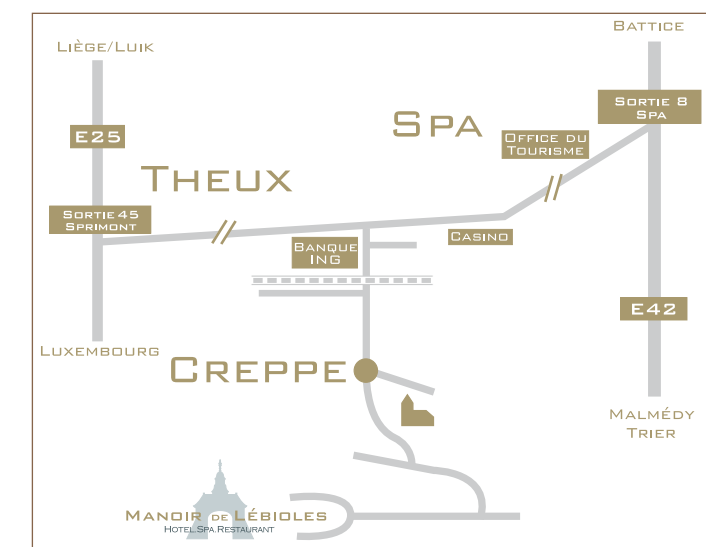 BATTICE
LIÈGE/LUIK
SORTIE 8
SPA
SPA
E25
OFFICE DU
TOURISME
THEUX
SORTIE 45
SPRIMONT
CASINO
BANQUE
ING
E42
LUXEMBOURG
CREPPE
MALMÉDY
TRIER
MANOIR DE LÉBIOLES
HOTEL.SPA.RESTAURANT